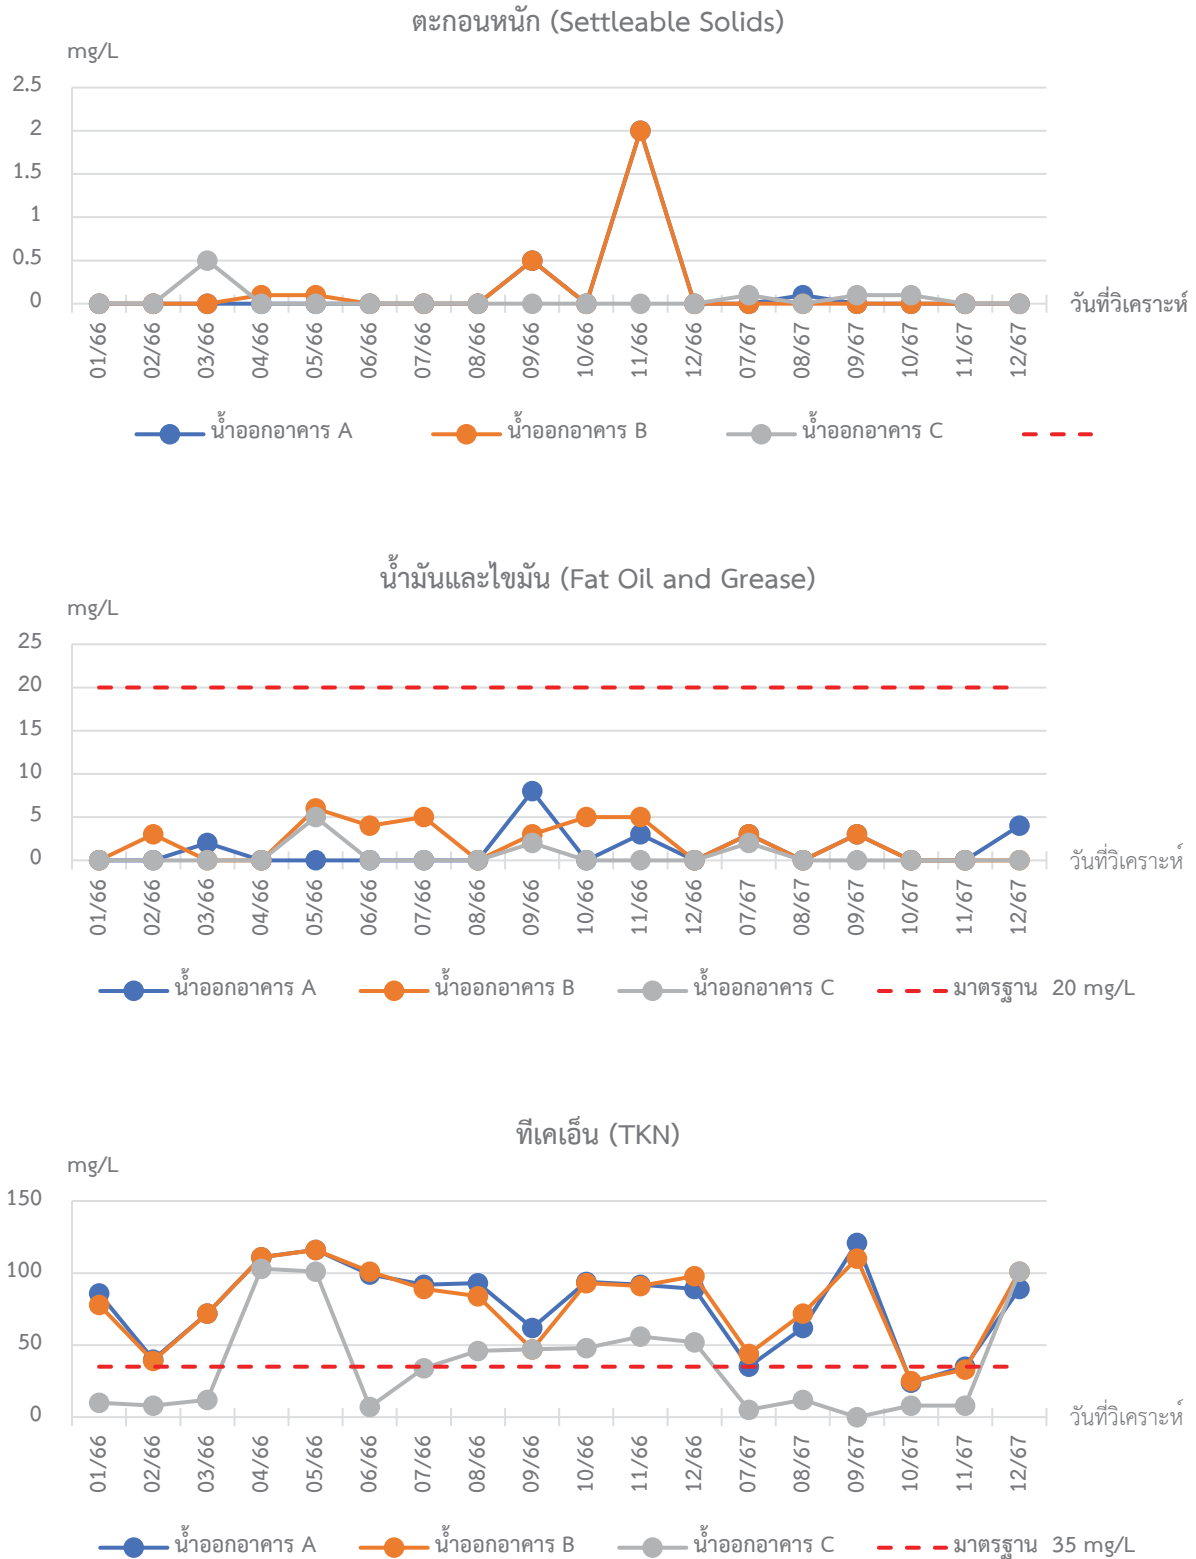 ตะกอนหนัก (Settleable Solids)
mg/L
2.5
2
1.5
1
0.5
0
วันที่วิเคราะห์
01/66 02/66 03/66 04/66 05/66 06/66 07/66 08/66 09/66 10/66 11/66 12/66 07/67 08/67 09/67 10/67 11/67 12/67
น้ำออกอาคาร A น้ำออกอาคาร B น้ำออกอาคาร C
น้ำมันและไขมัน (Fat Oil and Grease)
mg/L
25
20
15
10
5
0
วันที่วิเคราะห์
01/66 02/66 03/66 04/66 05/66 06/66 07/66 08/66 09/66 10/66 11/66 12/66 07/67 08/67 09/67 10/67 11/67 12/67
น้ำออกอาคาร A น้ำออกอาคาร B น้ำออกอาคาร C มาตรฐาน 20 mg/L
ทีเคเอ็น (TKN)
mg/L
150
100
50
0
วันที่วิเคราะห์
01/66 02/66 03/66 04/66 05/66 06/66 07/66 08/66 09/66 10/66 11/66 12/66 07/67 08/67 09/67 10/67 11/67 12/67
น้ำออกอาคาร A น้ำออกอาคาร B น้ำออกอาคาร C มาตรฐาน 35 mg/L